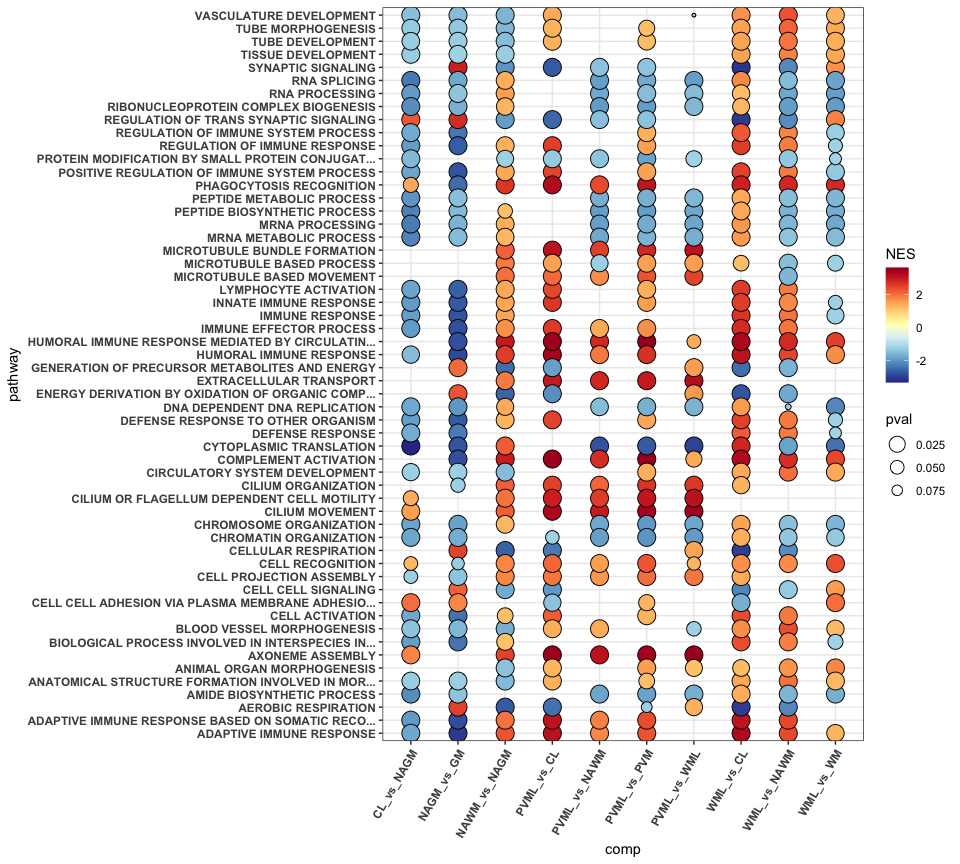 VASCULATURE DEVELOPMENT
TUBE MORPHOGENESIS
TUBE DEVELOPMENT
TISSUE DEVELOPMENT
SYNAPTIC SIGNALING
RNA SPLICING
RNA PROCESSING
RIBONUCLEOPROTEIN COMPLEX BIOGENESIS
REGULATION OF TRANS SYNAPTIC SIGNALING
REGULATION OF IMMUNE SYSTEM PROCESS
REGULATION OF IMMUNE RESPONSE
PROTEIN MODIFICATION BY SMALL PROTEIN CONJUGAT...
POSITIVE REGULATION OF IMMUNE SYSTEM PROCESS
PHAGOCYTOSIS RECOGNITION
PEPTIDE METABOLIC PROCESS
PEPTIDE BIOSYNTHETIC PROCESS
MRNA PROCESSING
MRNA METABOLIC PROCESS
MICROTUBULE BUNDLE FORMATION
MICROTUBULE BASED PROCESS
MICROTUBULE BASED MOVEMENT
LYMPHOCYTE ACTIVATION
INNATE IMMUNE RESPONSE
IMMUNE RESPONSE
IMMUNE EFFECTOR PROCESS
HUMORAL IMMUNE RESPONSE MEDIATED BY CIRCULATIN...
HUMORAL IMMUNE RESPONSE
GENERATION OF PRECURSOR METABOLITES AND ENERGY
EXTRACELLULAR TRANSPORT
ENERGY DERIVATION BY OXIDATION OF ORGANIC COMP...
DNA DEPENDENT DNA REPLICATION
DEFENSE RESPONSE TO OTHER ORGANISM
DEFENSE RESPONSE
CYTOPLASMIC TRANSLATION
COMPLEMENT ACTIVATION
CIRCULATORY SYSTEM DEVELOPMENT
CILIUM ORGANIZATION
CILIUM OR FLAGELLUM DEPENDENT CELL MOTILITY
CILIUM MOVEMENT
CHROMOSOME ORGANIZATION
CHROMATIN ORGANIZATION
CELLULAR RESPIRATION
CELL RECOGNITION
CELL PROJECTION ASSEMBLY
CELL CELL SIGNALING
CELL CELL ADHESION VIA PLASMA MEMBRANE ADHESIO...
CELL ACTIVATION
BLOOD VESSEL MORPHOGENESIS
BIOLOGICAL PROCESS INVOLVED IN INTERSPECIES IN...
AXONEME ASSEMBLY
ANIMAL ORGAN MORPHOGENESIS
ANATOMICAL STRUCTURE FORMATION INVOLVED IN MOR...
AMIDE BIOSYNTHETIC PROCESS
AEROBIC RESPIRATION
ADAPTIVE IMMUNE RESPONSE BASED ON SOMATIC RECO...
ADAPTIVE IMMUNE RESPONSE
pathway
CL_vs_NAGM
NAGM_vs_GM
NAWM_vs_NAGM
PVML_vs_CL
PVML_vs_NAWM
PVML_vs_PVM
PVML_vs_WML
WML_vs_CL
WML_vs_NAWM
WML_vs_WM
comp
NES
2
0
-2
pval
0.025
0.050
0.075